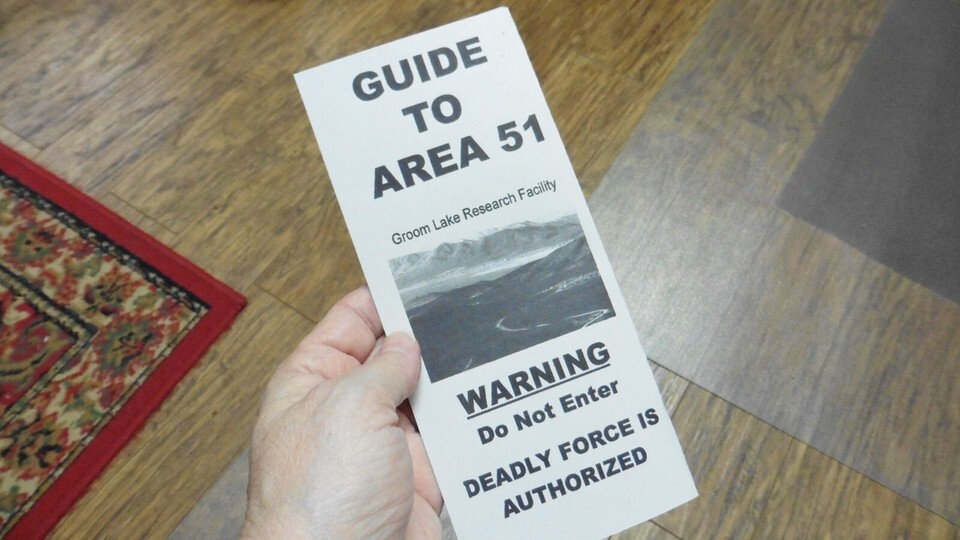 GUIDE
TO
AREA 51
Groom Lake Research Facility
WARNING
Do Not Enter
DEADLY FORCE IS
AUTHORIZED